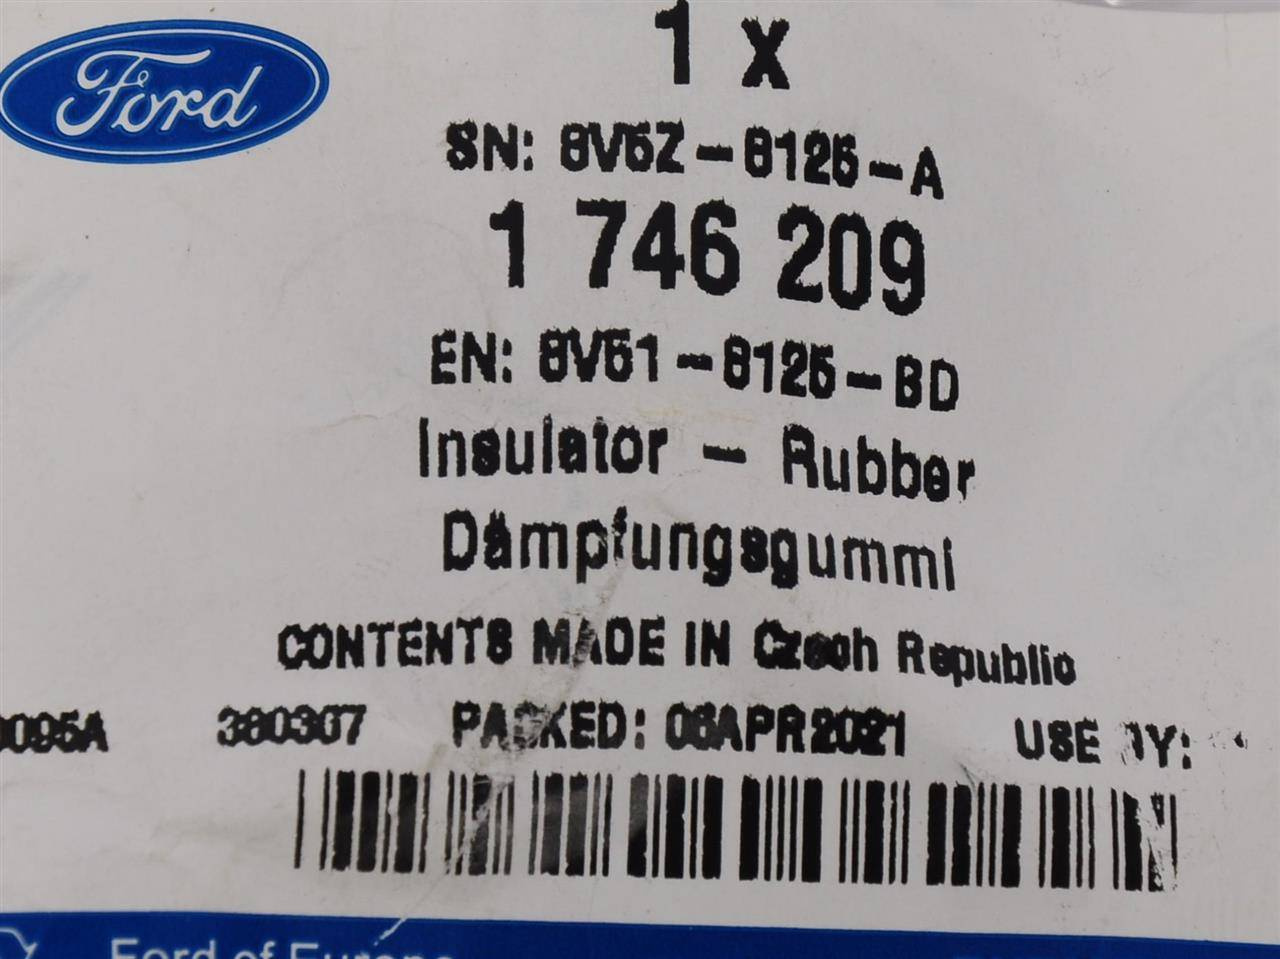 Ford
1 x
SN: 8V5Z-8125-A
1 746 209
EN: 8V51-8125-BD
Insulator - Rubber
Dämpfungsgummi
CONTENTS MADE IN Czech Republic
0095A 380367 PACKED: 06APR2021 USE BY:
Ford of Europe